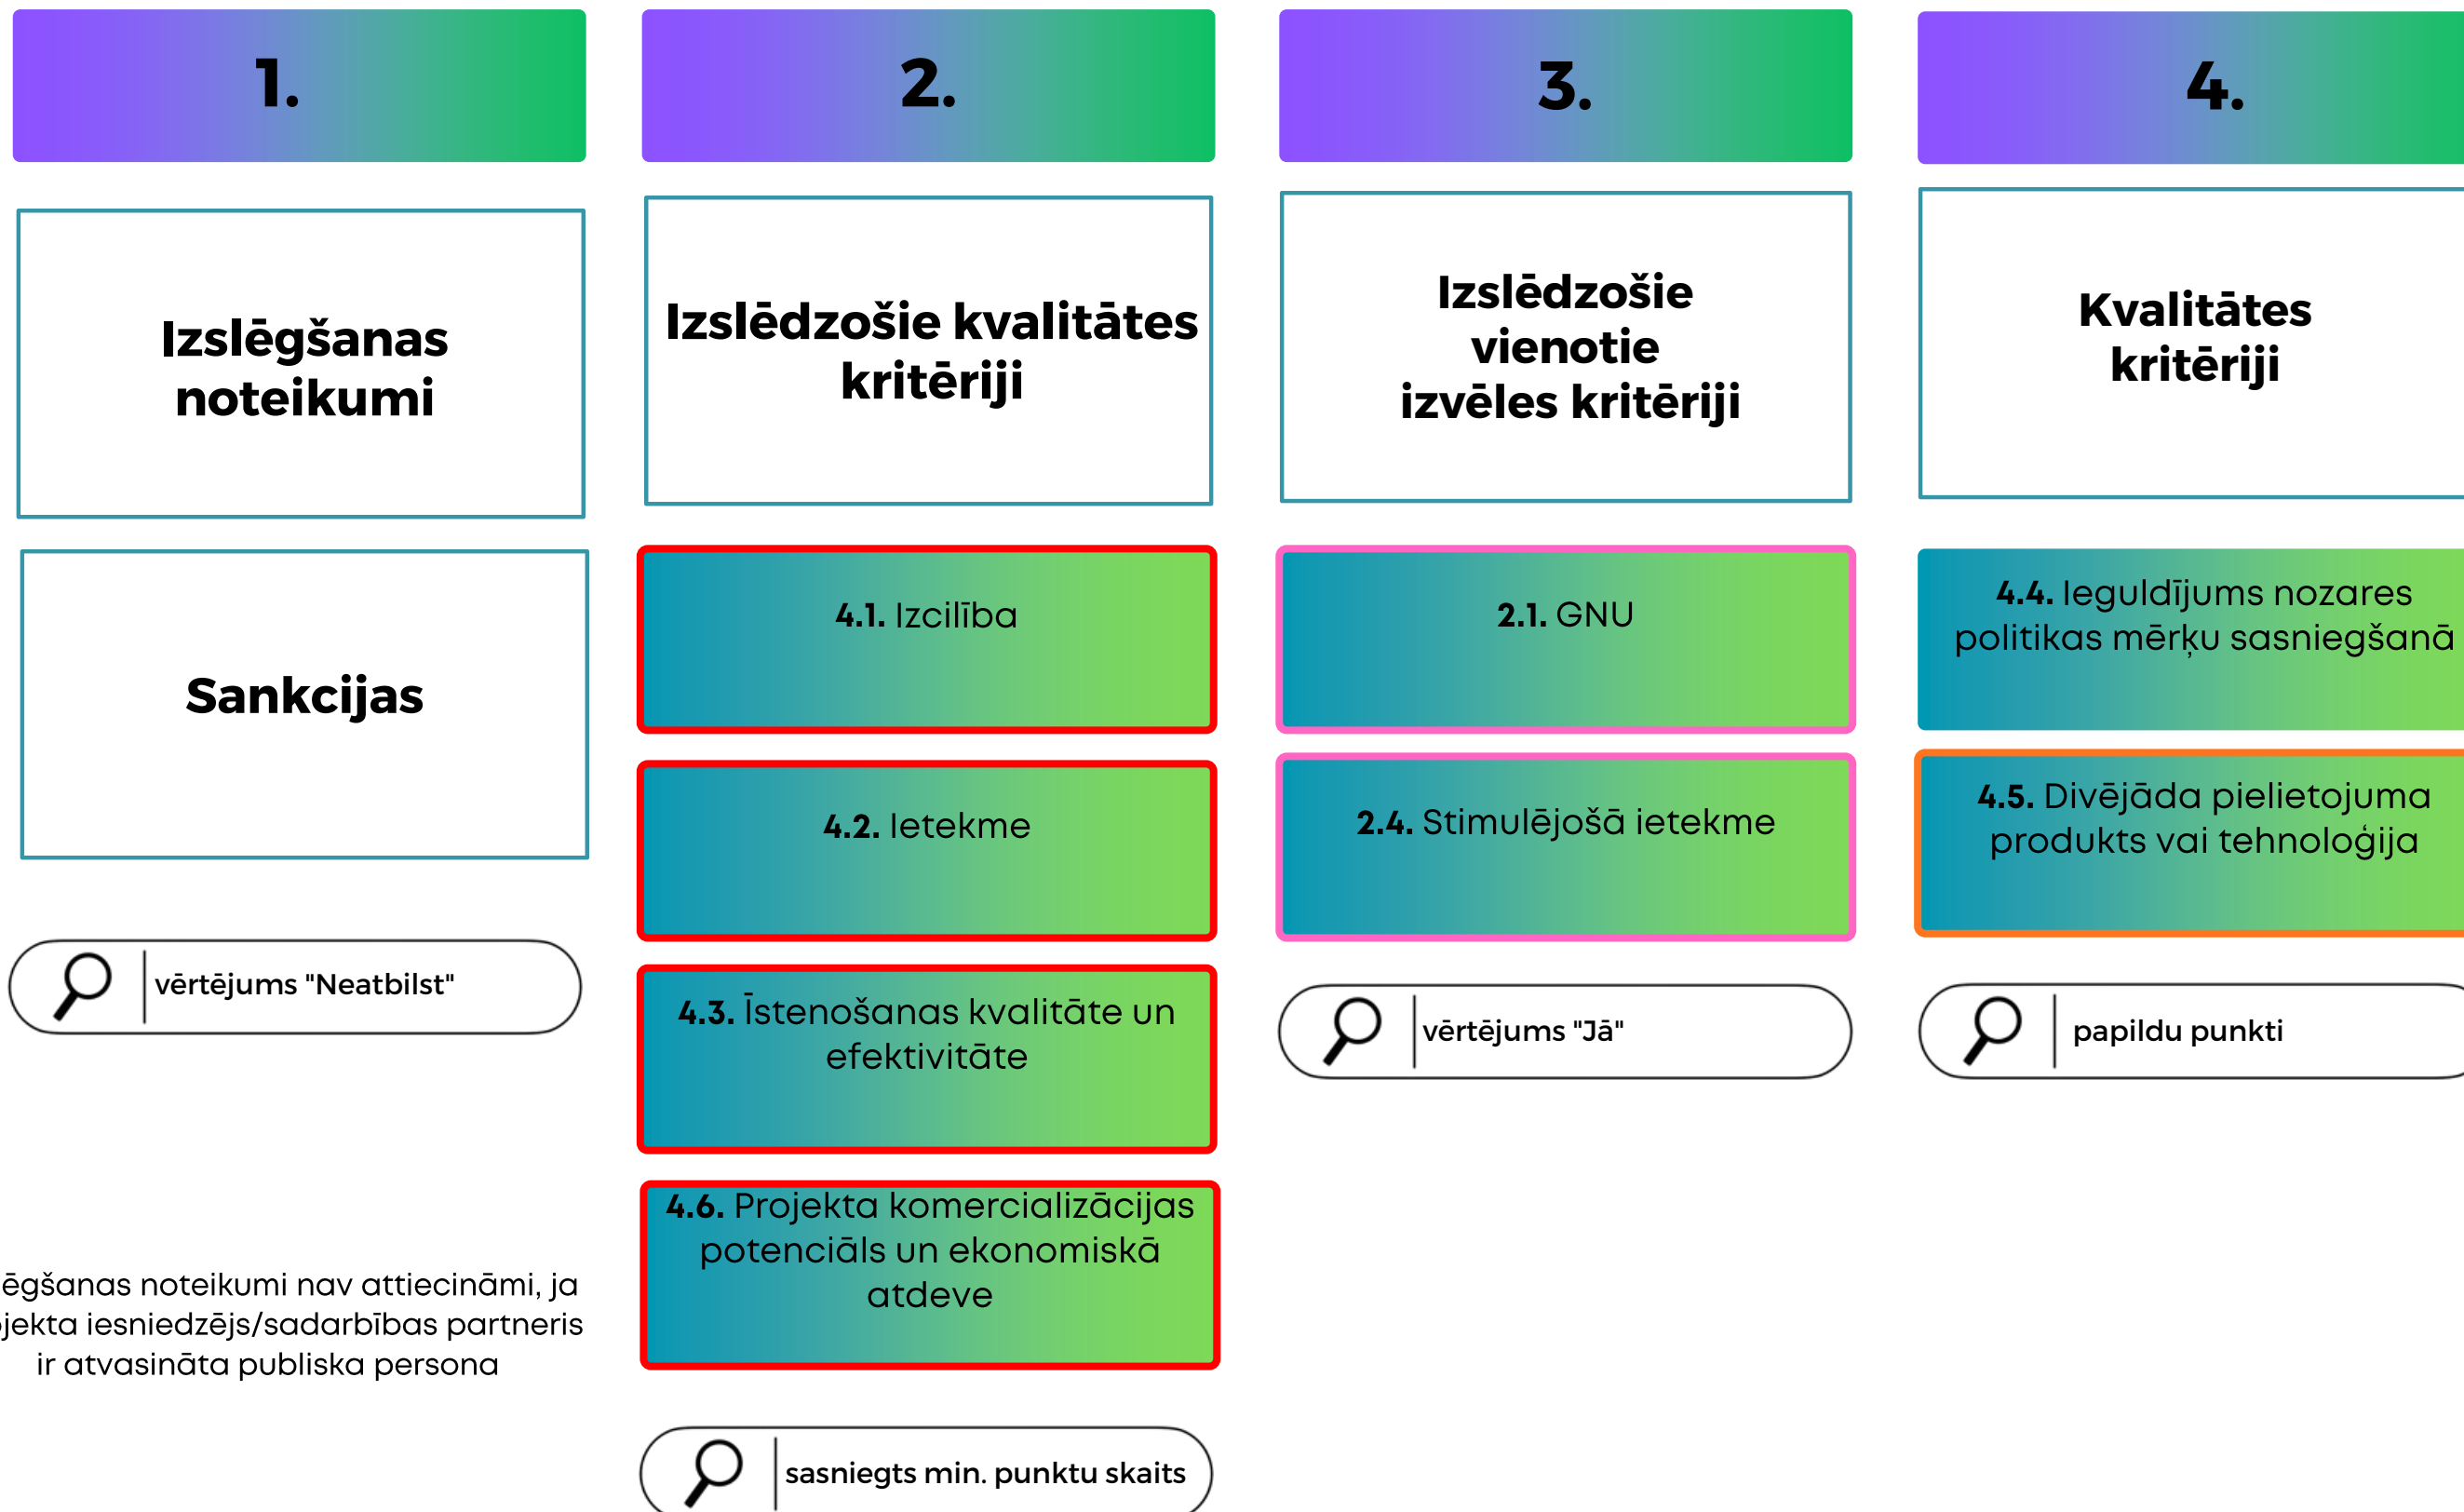 1.
Izslēgšanas
noteikumi
Sankcijas
vērtējums "Neatbilst"
ēgšanas noteikumi nav attiecināmi, ja
jekta iesniedzējs/sadarbības partneris
ir atvasināta publiska persona
2.
Izslēdzošie kvalitātes
kritēriji
4.1. Izcilība
4.2. Ietekme
4.3. Īstenošanas kvalitāte un
efektivitāte
4.6. Projekta komercializācijas
potenciāls un ekonomiskā
atdeve
sasniegts min. punktu skaits
3.
Izslēdzošie
vienotie
izvēles kritēriji
2.1. GNU
2.4. Stimulējošā ietekme
vērtējums "Jā"
4.
Kvalitātes
kritēriji
4.4. Ieguldījums nozares
politikas mērķu sasniegšanā
4.5. Divējāda pielietojuma
produkts vai tehnoloģija
papildu punkti